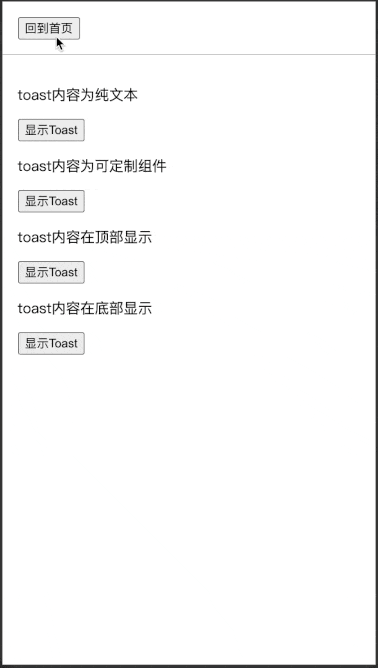 回到首页
toast内容为纯文本
显示Toast
toast内容为可定制组件
显示Toast
toast内容在顶部显示
显示Toast
toast内容在底部显示
显示Toast